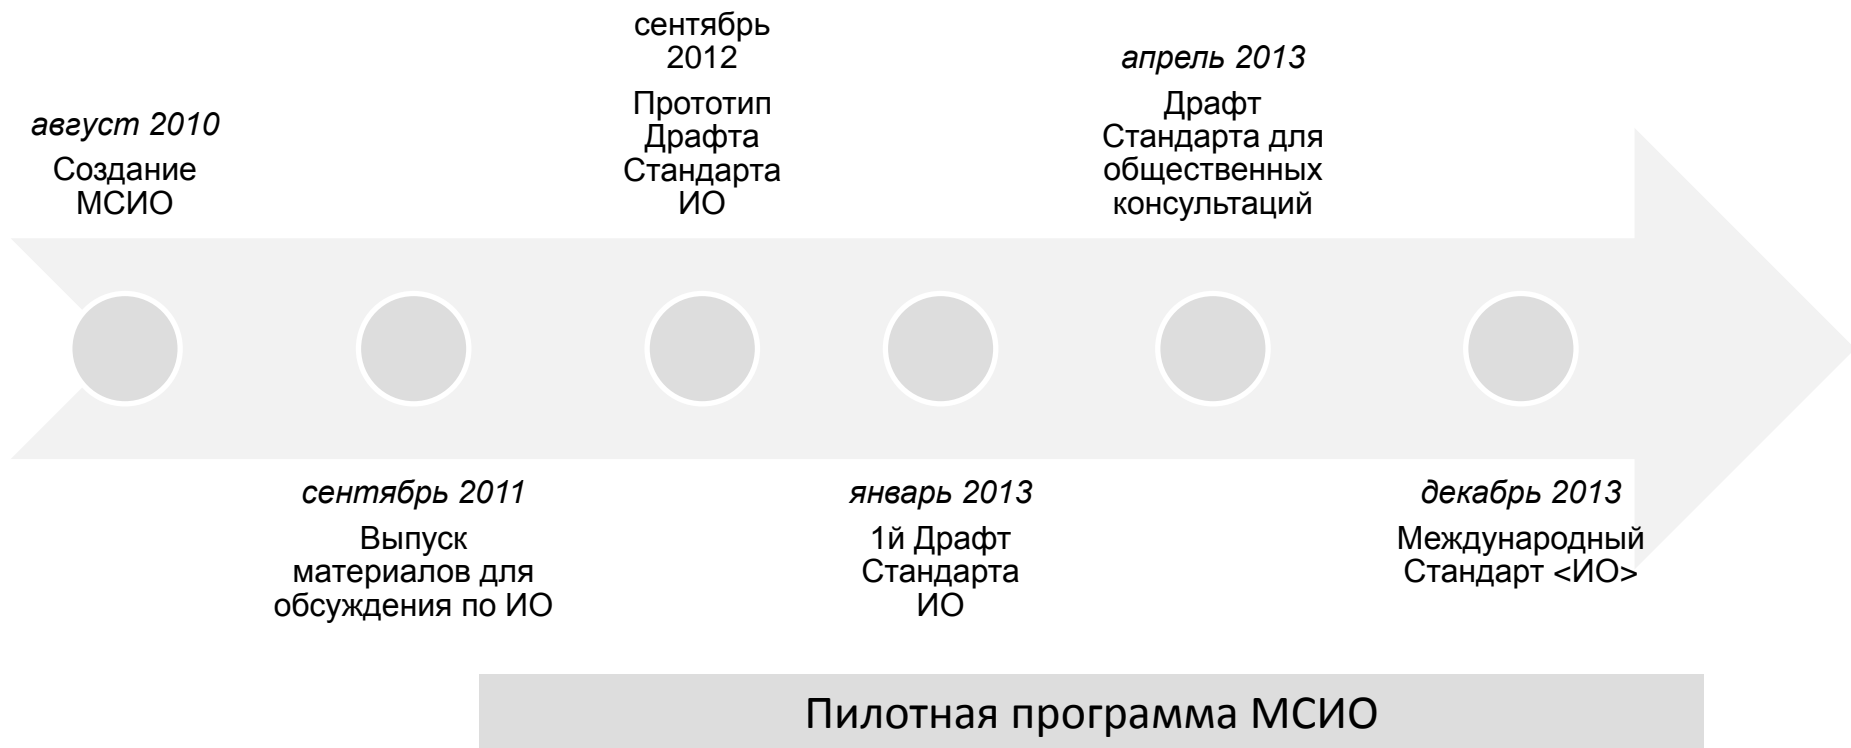 август 2010
Создание
МСИО
сентябрь 2011
Выпуск
материалов для
обсуждения по ИО
сентябрь
2012
Прототип
Драфта
Стандарта
ИО
январь 2013
1й Драфт
Стандарта
ИО
апрель 2013
Драфт
Стандарта для
общественных
консультаций
декабрь 2013
Международный
Стандарт <ИО>
Пилотная программа МСИО